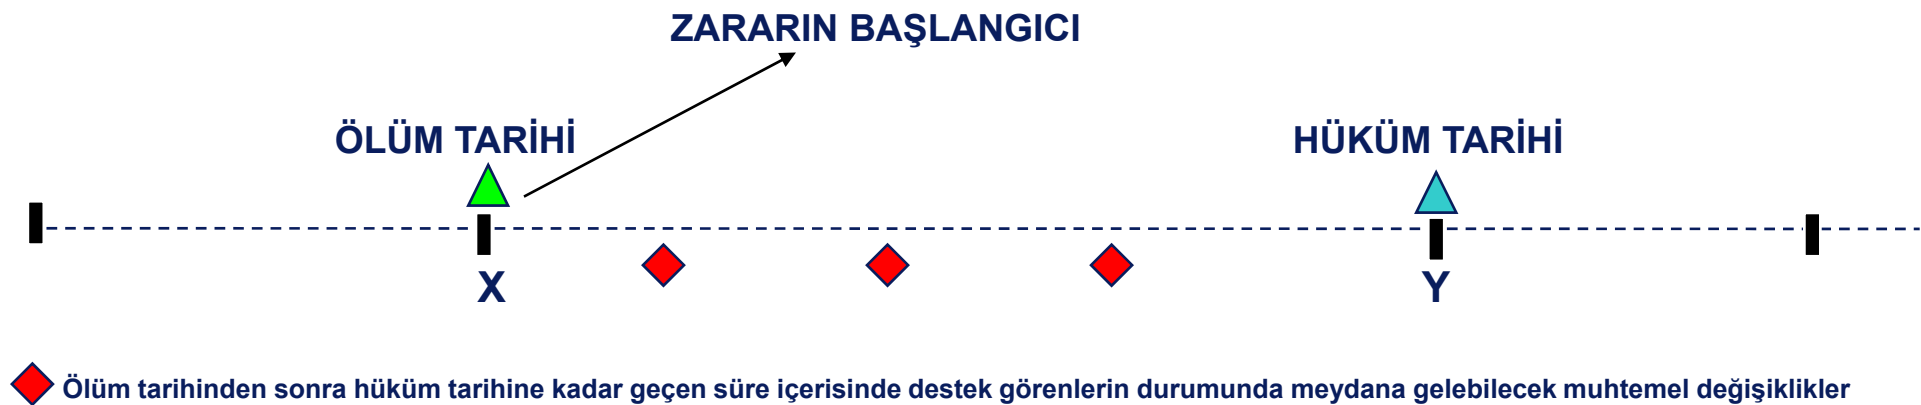 ZARARIN BAŞLANGICI
ÖLÜM TARİHİ
HÜKÜM TARİHİ
X
Y
Ölüm tarihinden sonra hüküm tarihine kadar geçen süre içerisinde destek görenlerin durumunda meydana gelebilecek muhtemel değişiklikler